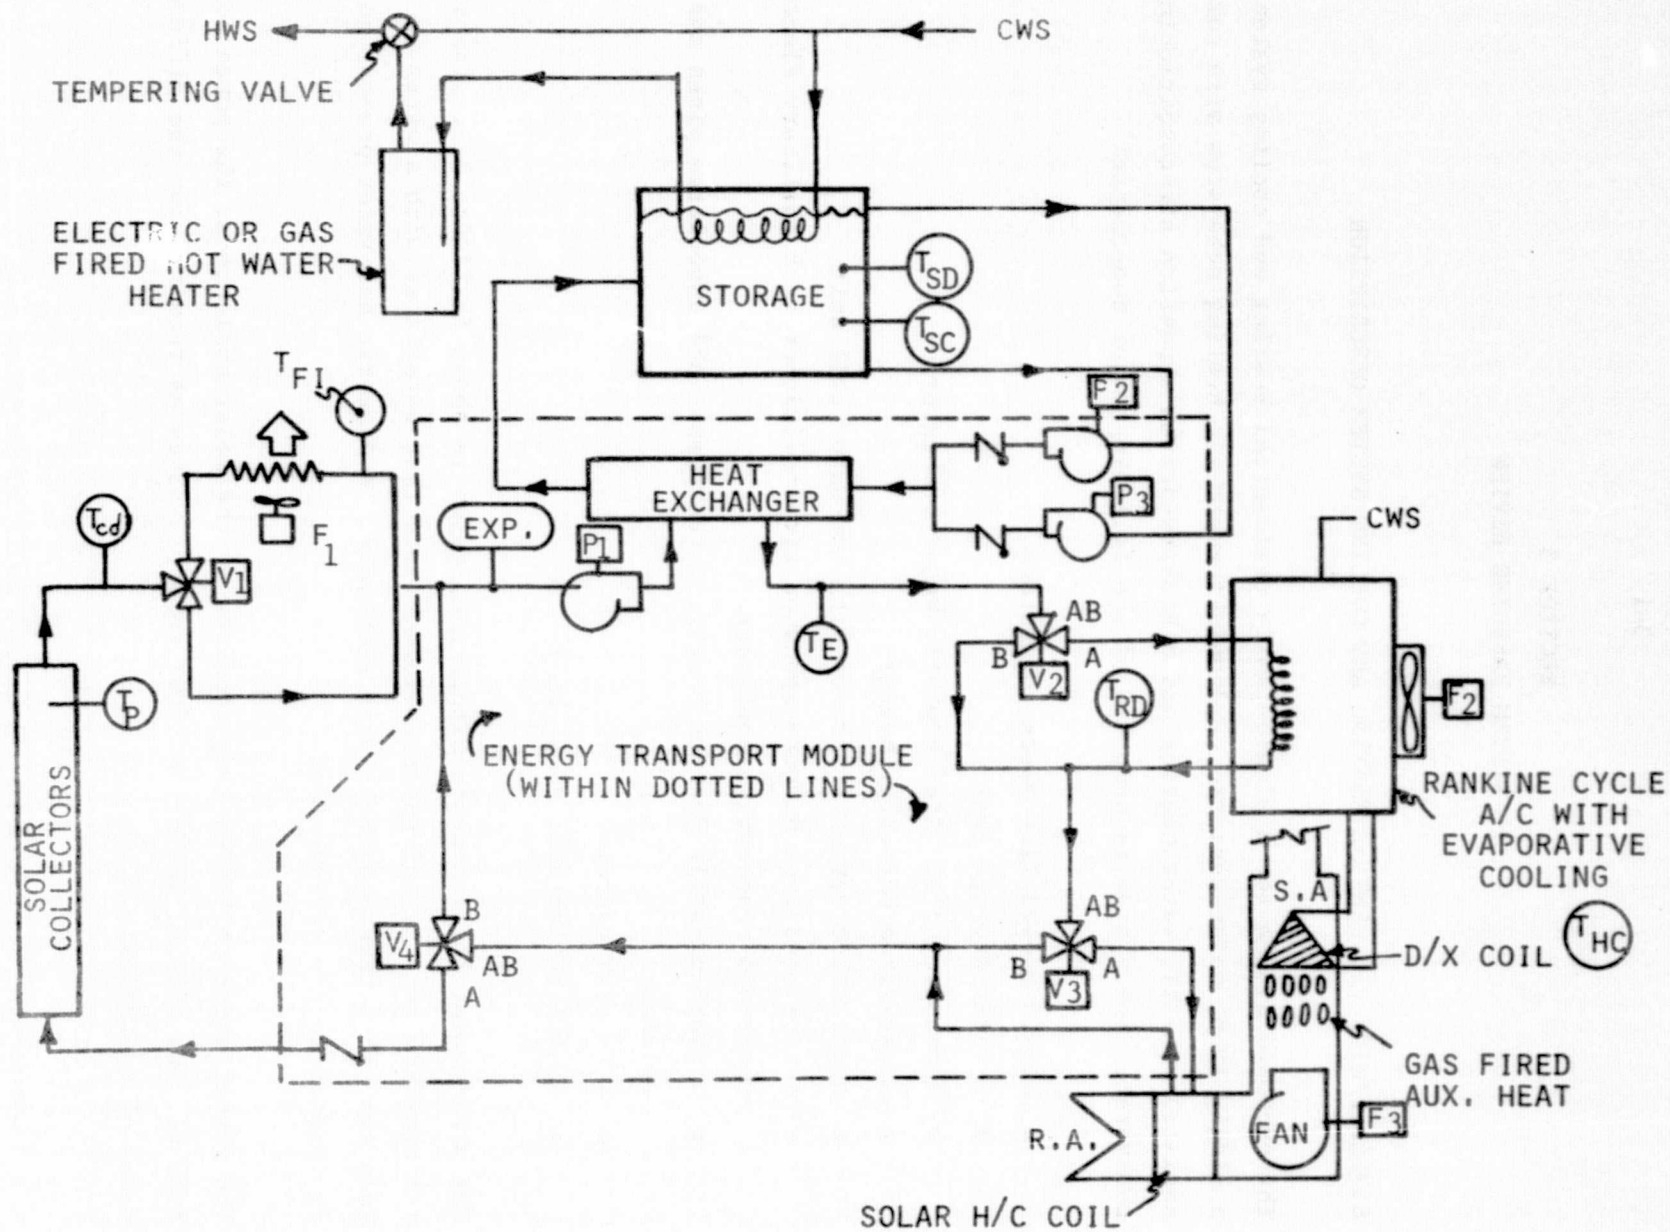 HWS
CWS
TEMPERING VALVE
ELECTRIC OR GAS
FIRED HOT WATER
HEATER
STORAGE
TSD
TSC
TFI
F1
Tcd
V1
TP
SOLAR
COLLECTORS
EXP.
P1
HEAT
EXCHANGER
P2
P3
TE
AB
B
A
V2
TRD
CWS
F2
RANKINE CYCLE
A/C WITH
EVAPORATIVE
COOLING
ENERGY TRANSPORT MODULE
(WITHIN DOTTED LINES)
B
V4
AB
A
AB
B
A
V3
S.A
D/X COIL
THC
GAS FIRED
AUX. HEAT
R.A.
FAN
F3
SOLAR H/C COIL